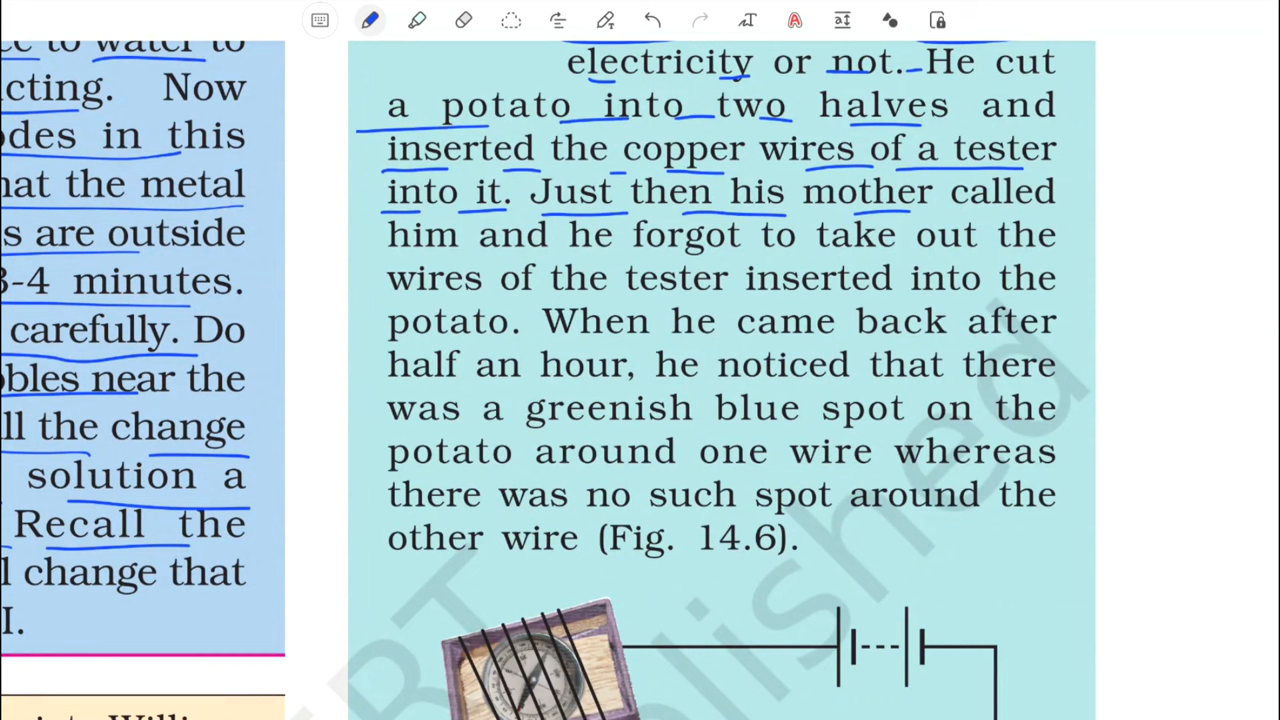 ce to water to
cting. Now
odes in this
hat the metal
s are outside
3-4 minutes.
carefully. Do
bbles near the
ll the change
solution a
Recall the
l change that
I.
electricity or not. He cut
a potato into two halves and
inserted the copper wires of a tester
into it. Just then his mother called
him and he forgot to take out the
wires of the tester inserted into the
potato. When he came back after
half an hour, he noticed that there
was a greenish blue spot on the
potato around one wire whereas
there was no such spot around the
other wire (Fig. 14.6).